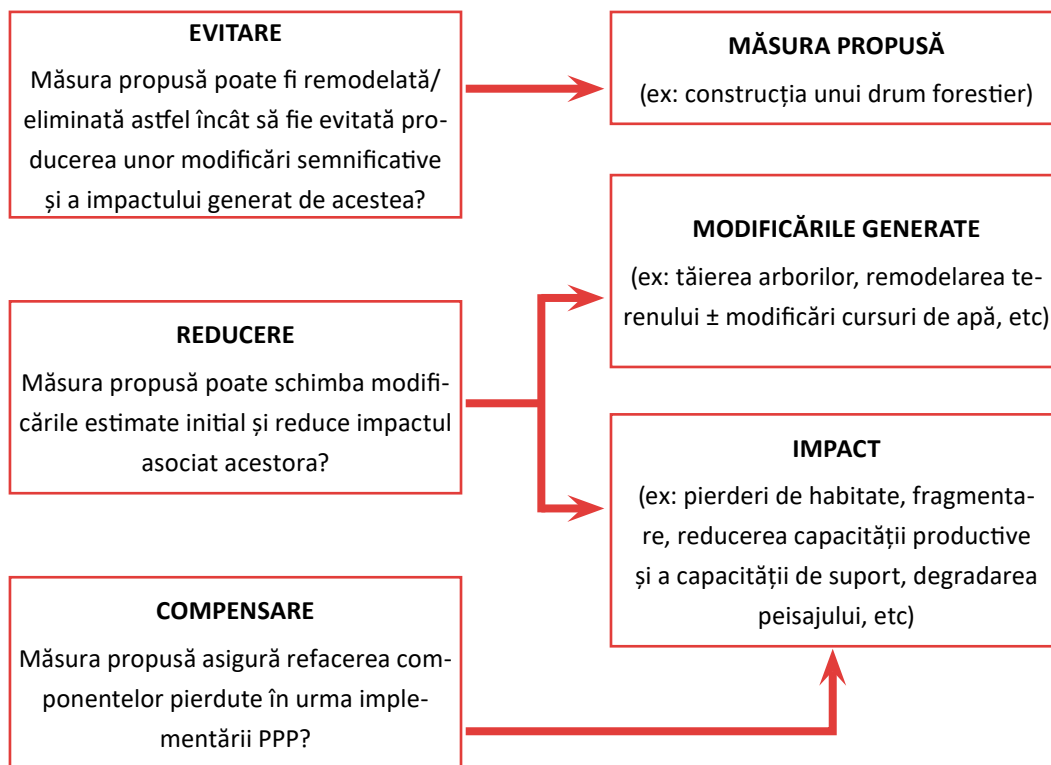 EVITARE
Măsura propusă poate fi remodelată/
eliminată astfel încât să fie evitată pro-
ducerea unor modificări semnificative
și a impactului generat de acestea?
MĂSURA PROPUSĂ
(ex: construcția unui drum forestier)
MODIFICĂRILE GENERATE
(ex: tăierea arborilor, remodelarea te-
renului ± modificări cursuri de apă, etc)
REDUCERE
Măsura propusă poate schimba modifi-
cările estimate inițial și reduce impactul
asociat acestora?
IMPACT
(ex: pierderi de habitate, fragmenta-
re, reducerea capacității productive
și a capacității de suport, degradarea
peisajului, etc)
COMPENSARE
Măsura propusă asigură refacerea com-
ponentelor pierdute în urma imple-
mentării PPP?